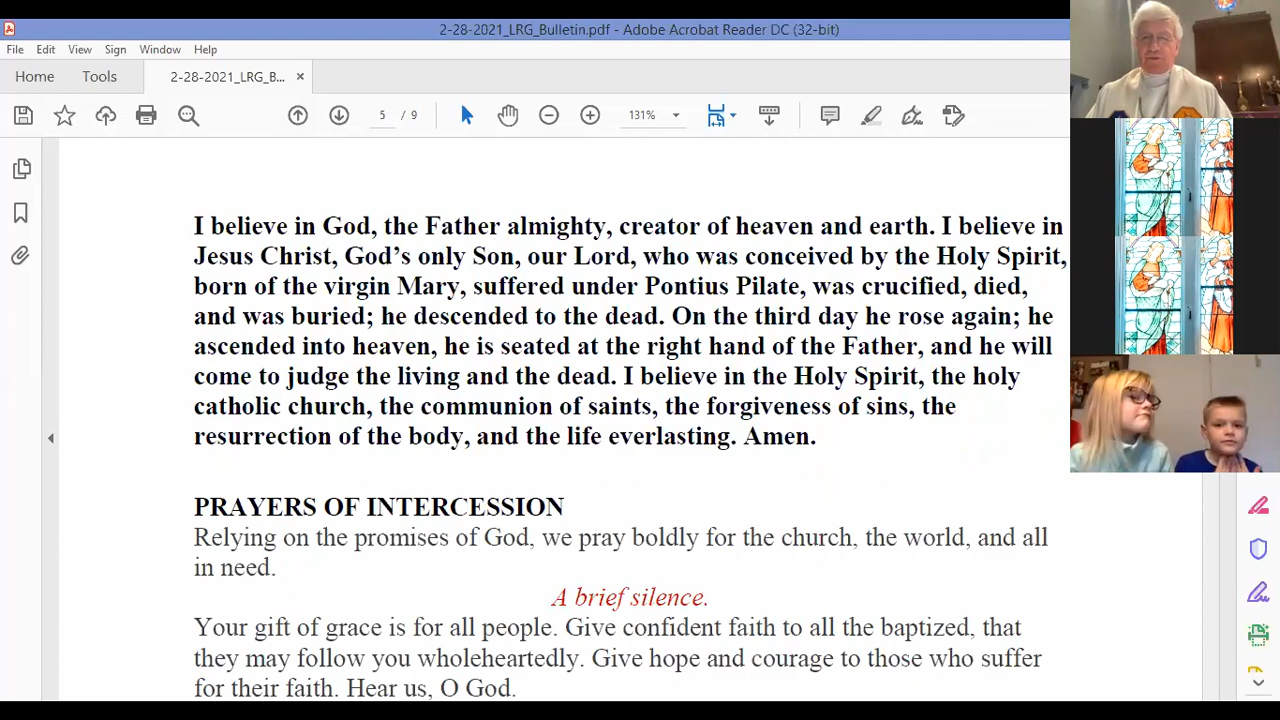 2-28-2021_LRG_Bulletin.pdf - Adobe Acrobat Reader DC (32-bit)
File Edit View Sign Window Help
Home Tools 2-28-2021_LRG_B... ×
5 / 9 131%
I believe in God, the Father almighty, creator of heaven and earth. I believe in
Jesus Christ, God’s only Son, our Lord, who was conceived by the Holy Spirit,
born of the virgin Mary, suffered under Pontius Pilate, was crucified, died,
and was buried; he descended to the dead. On the third day he rose again; he
ascended into heaven, he is seated at the right hand of the Father, and he will
come to judge the living and the dead. I believe in the Holy Spirit, the holy
catholic church, the communion of saints, the forgiveness of sins, the
resurrection of the body, and the life everlasting. Amen.
PRAYERS OF INTERCESSION
Relying on the promises of God, we pray boldly for the church, the world, and all
in need.
A brief silence.
Your gift of grace is for all people. Give confident faith to all the baptized, that
they may follow you wholeheartedly. Give hope and courage to those who suffer
for their faith. Hear us, O God.